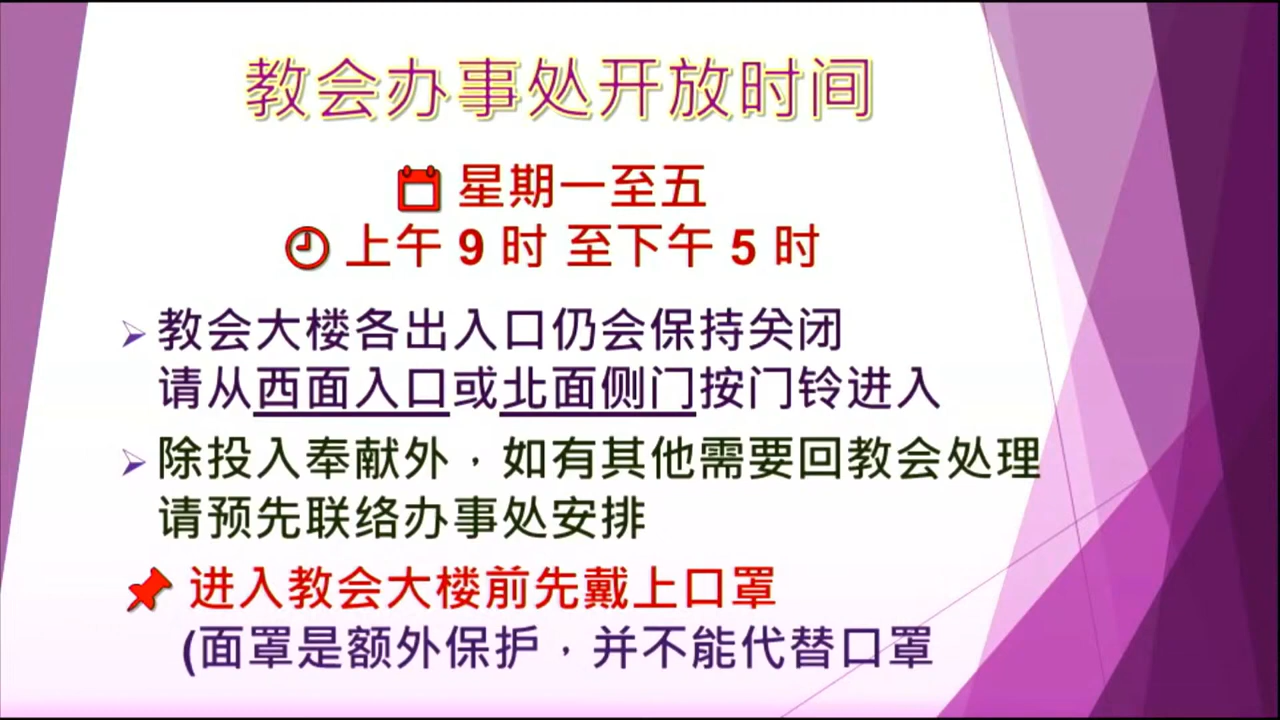 教会办事处开放时间
星期一至五
上午 9 时 至下午 5 时
教会大楼各出入口仍会保持关闭
请从西面入口或北面侧门按门铃进入
除投入奉献外，如有其他需要回教会处理
请预先联络办事处安排
进入教会大楼前先戴上口罩
(面罩是额外保护，并不能代替口罩